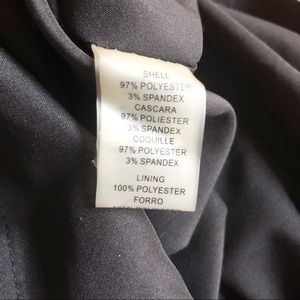 SHELL
97% POLYESTER
3% SPANDEX
CASCARA
97% POLIESTER
3% SPANDEX
COQUILLE
97% POLYESTER
3% SPANDEX
LINING
100% POLYESTER
FORRO